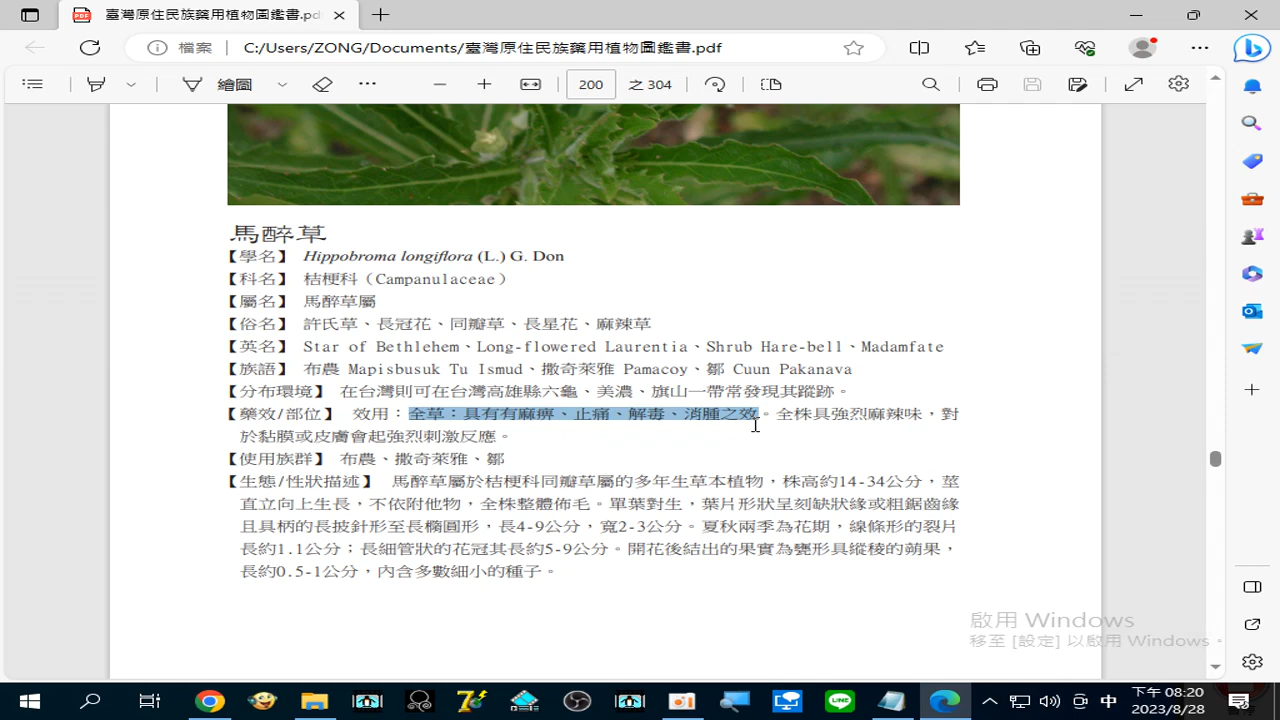 臺灣原住民族藥用植物圖鑑書.pd
檔案 C:/Users/ZONG/Documents/臺灣原住民族藥用植物圖鑑書.pdf
繪圖 200 之 304
馬醉草
【學名】 Hippobroma longiflora (L.) G. Don
【科名】 桔梗科（Campanulaceae）
【屬名】 馬醉草屬
【俗名】 許氏草、長冠花、同瓣草、長星花、麻辣草
【英名】 Star of Bethlehem、Long-flowered Laurentia、Shrub Hare-bell、Madamfate
【族語】 布農 Mapisbusuk Tu Ismud、撒奇萊雅 Pamacoy、鄒 Cuun Pakanava
【分布環境】 在台灣則可在台灣高雄縣六龜、美濃、旗山一帶常發現其蹤跡。
【藥效/部位】 效用：全草：具有有麻痹、止痛、解毒、消腫之效。全株具強烈麻辣味，對
於黏膜或皮膚會起強烈刺激反應。
【使用族群】 布農、撒奇萊雅、鄒
【生態/性狀描述】 馬醉草屬於桔梗科同瓣草屬的多年生草本植物，株高約14-34公分，莖
直立向上生長，不依附他物，全株整體佈毛。單葉對生，葉片形狀呈刻缺狀緣或粗鋸齒緣
且具柄的長披針形至長橢圓形，長4-9公分，寬2-3公分。夏秋兩季為花期，線條形的裂片
長約1.1公分；長細管狀的花冠其長約5-9公分。開花後結出的果實為甕形具縱稜的蒴果，
長約0.5-1公分，內含多數細小的種子。
啟用 Windows
移至 [設定] 以啟用 Windows。
中
下午 08:20
2023/8/28
LINE